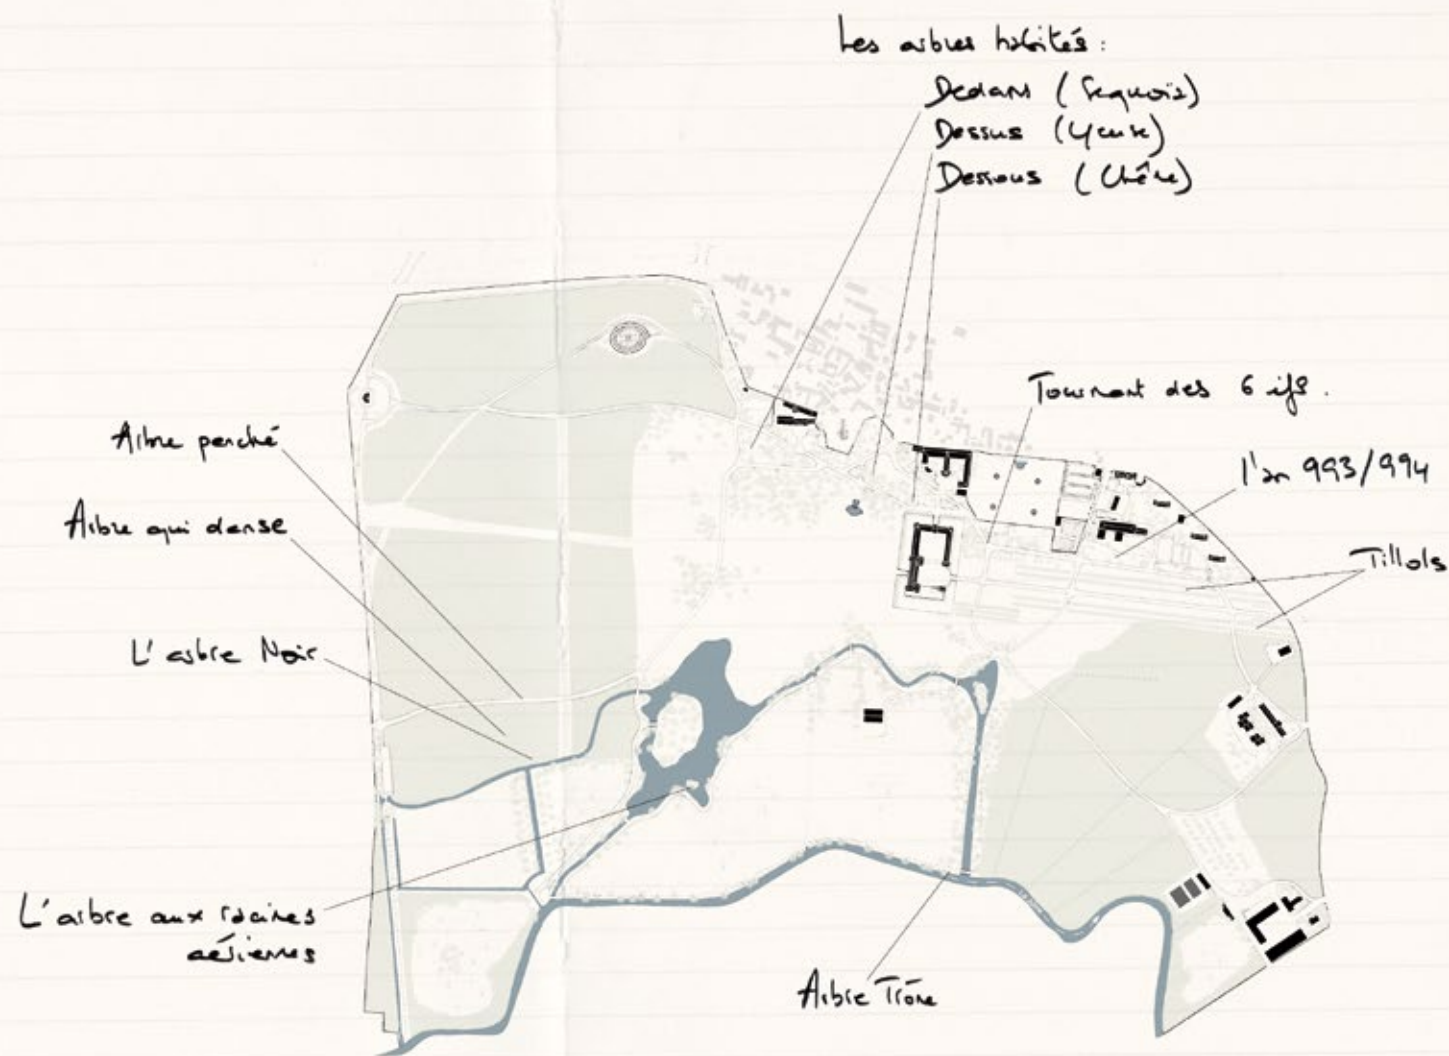 Les arbres habités :
Dedans (Sequoia)
Dessus (Yeuse)
Dessous (Chêne)
Tournant des 6 ifs.
l'an 993/994
Tillols
Arbre perché
Arbre qui danse
L'arbre Noir
L'arbre aux racines
aériennes
Arbre Trône